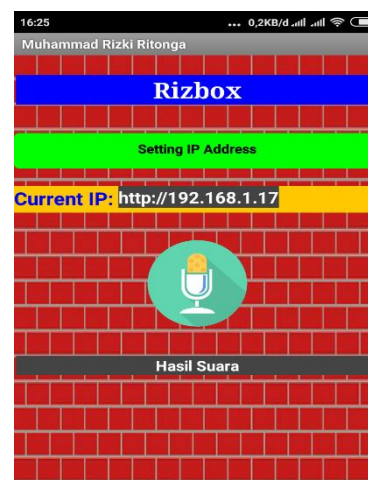 16:25 ... 0,2KB/d
Muhammad Rizki Ritonga
Rizbox
Setting IP Address
Current IP: http://192.168.1.17
Hasil Suara